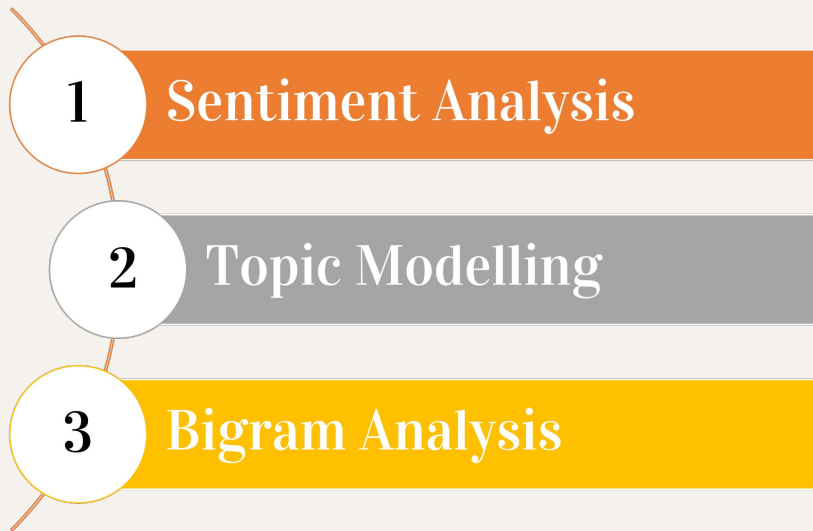 1 Sentiment Analysis
2 Topic Modelling
3 Bigram Analysis